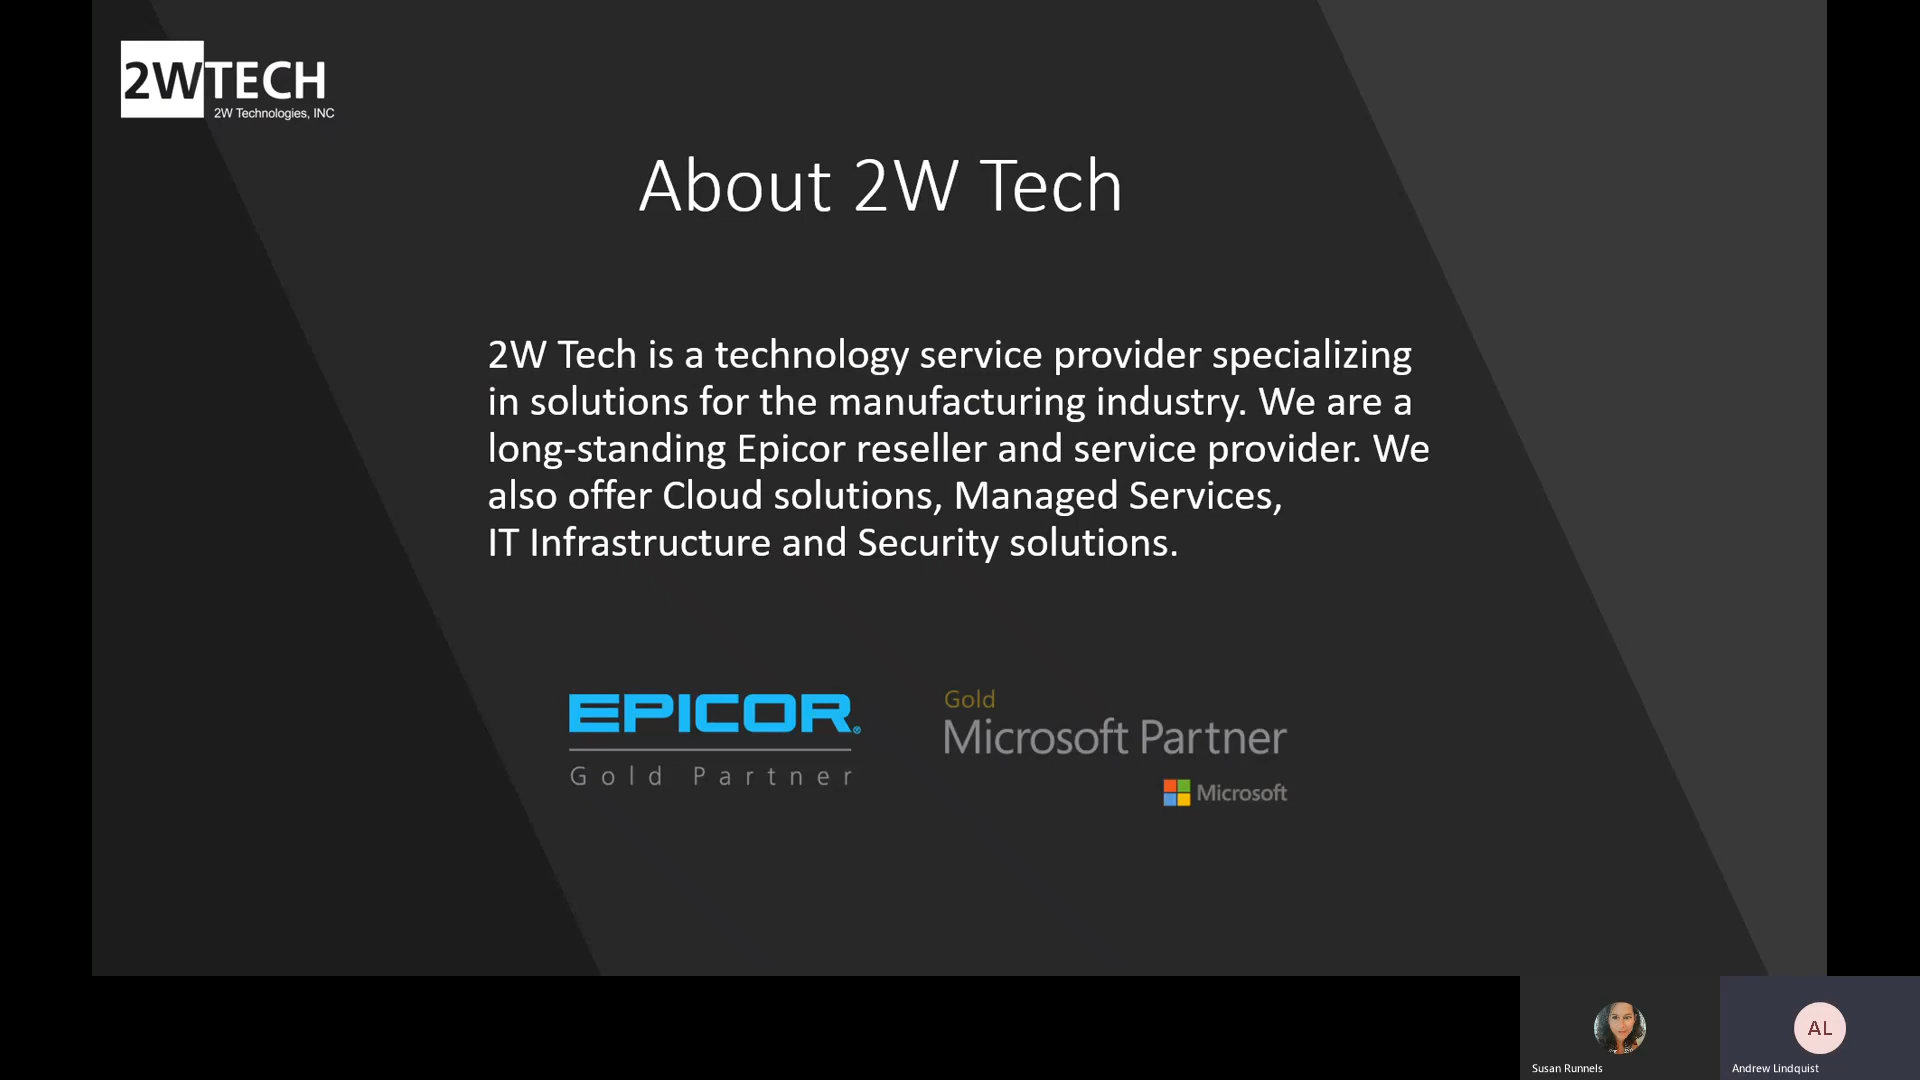 2WTECH
2W Technologies, INC
About 2W Tech
2W Tech is a technology service provider specializing
in solutions for the manufacturing industry. We are a
long-standing Epicor reseller and service provider. We
also offer Cloud solutions, Managed Services,
IT Infrastructure and Security solutions.
EPICOR®
Gold Partner
Gold
Microsoft Partner
Microsoft
AL
Susan Runnels
Andrew Lindquist